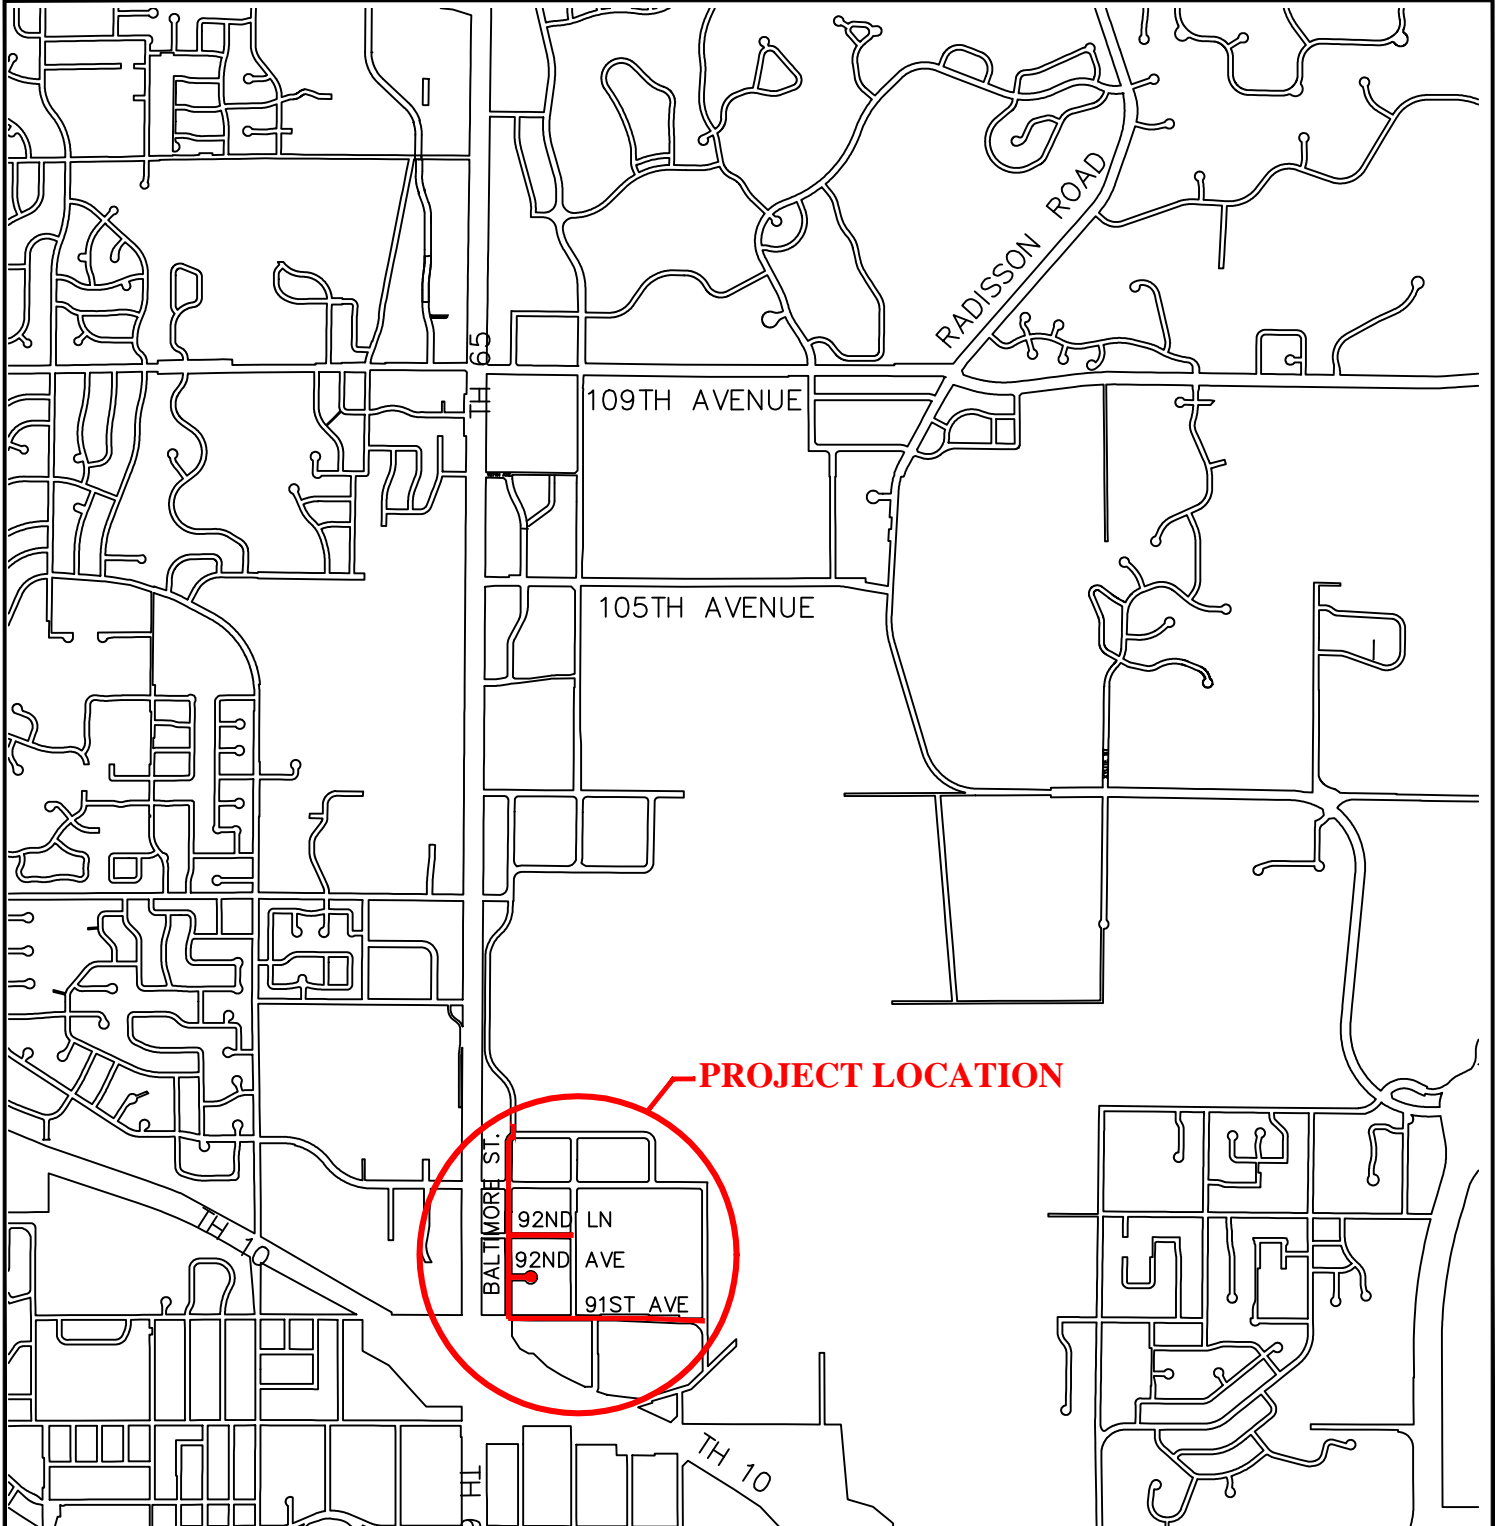 RADISSON ROAD
TH 65
109TH AVENUE
105TH AVENUE
PROJECT LOCATION
BALTIMORE ST.
92ND LN
92ND AVE
91ST AVE
TH 10
TH 10
TH